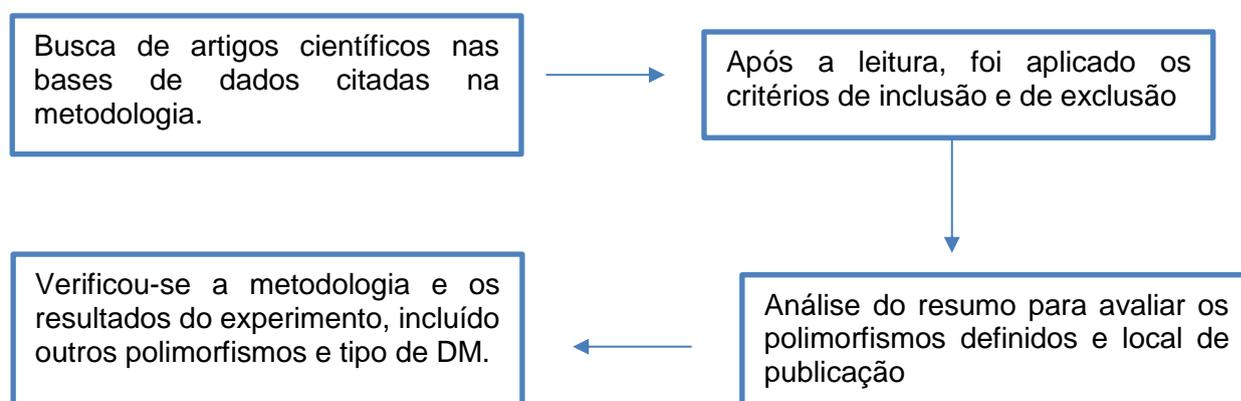 Busca de artigos científicos nas
bases de dados citadas na
metodologia.
Após a leitura, foi aplicado os
critérios de inclusão e de exclusão
Análise do resumo para avaliar os
polimorfismos definidos e local de
publicação
Verificou-se a metodologia e os
resultados do experimento, incluído
outros polimorfismos e tipo de DM.